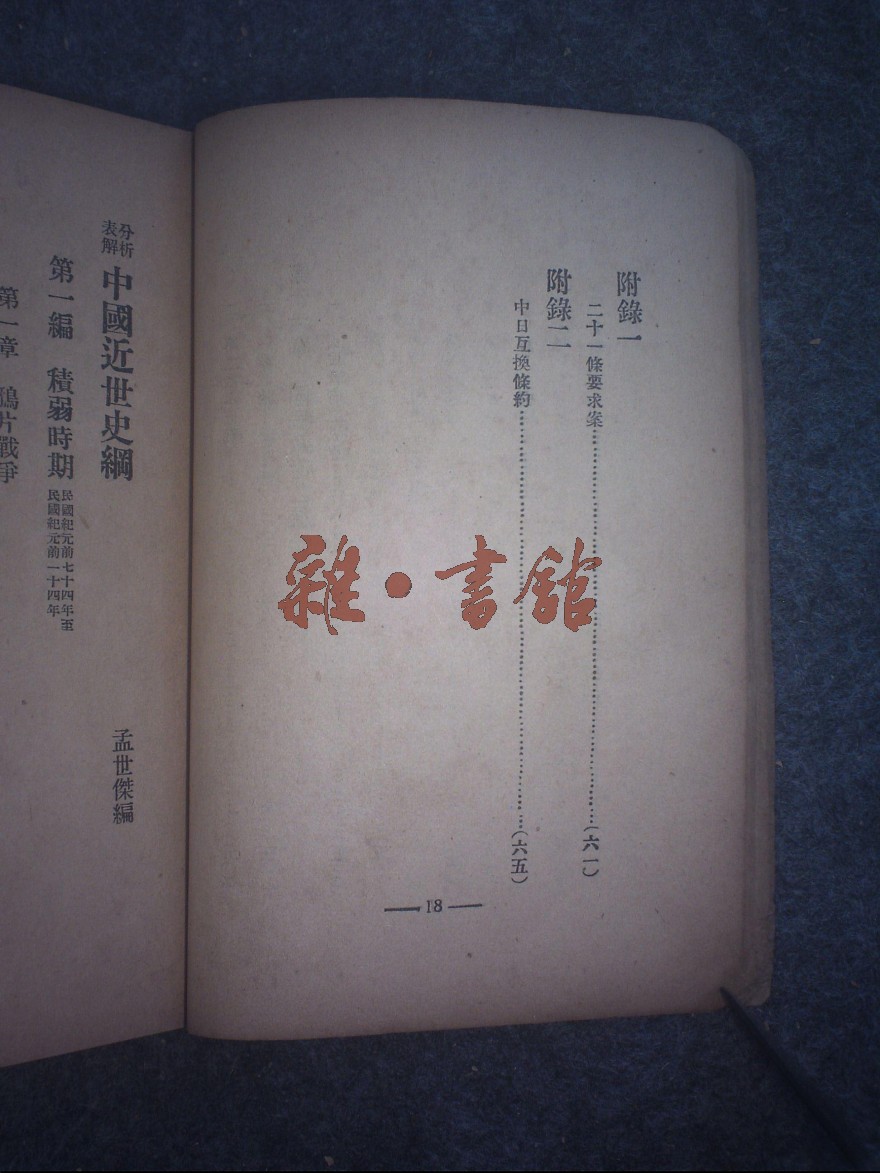 附錄一
二十一條要求案……(六一)
附錄二
中日互換條約……(六五)
—18—
分析
表解
中國近世史綱
孟世傑編
第一編 積弱時期
民國紀元前七十四年至
民國紀元前一十四年
第一章 鴉片戰爭
雜·書館